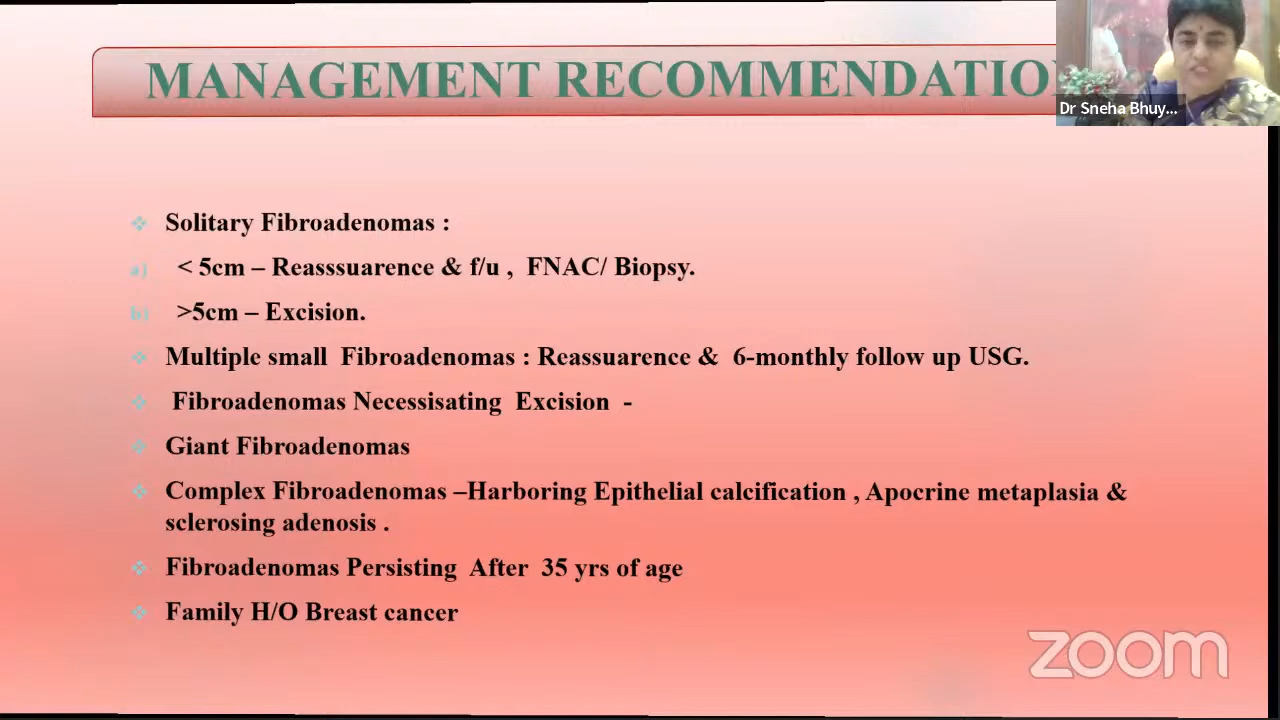 MANAGEMENT RECOMMENDATIO
Dr Sneha Bhuy...
❖ Solitary Fibroadenomas :
a) < 5cm – Reasssuarence & f/u , FNAC/ Biopsy.
b) >5cm – Excision.
❖ Multiple small Fibroadenomas : Reassuarence & 6-monthly follow up USG.
❖ Fibroadenomas Necessisating Excision -
❖ Giant Fibroadenomas
❖ Complex Fibroadenomas –Harboring Epithelial calcification , Apocrine metaplasia &
sclerosing adenosis .
❖ Fibroadenomas Persisting After 35 yrs of age
❖ Family H/O Breast cancer
zoom